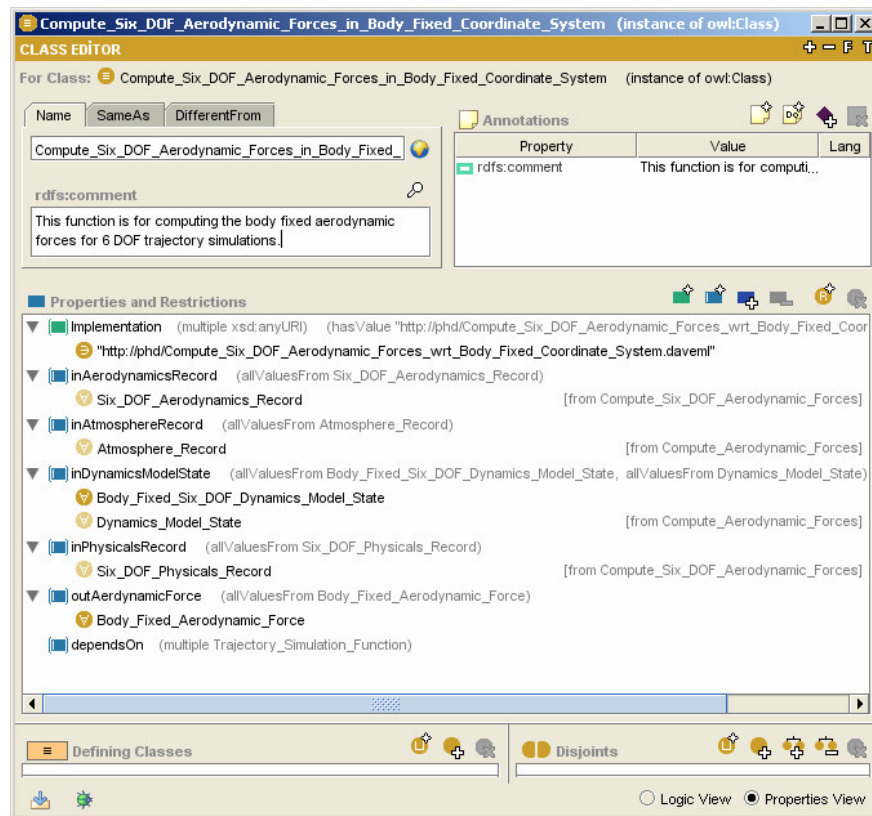 Compute_Six_DOF_Aerodynamic_Forces_in_Body_Fixed_Coordinate_System (instance of owl:Class)
CLASS EDİTOR
F T
For Class: Compute_Six_DOF_Aerodynamic_Forces_in_Body_Fixed_Coordinate_System (instance of owl:Class)
Name SameAs DifferentFrom
Annotations
Compute_Six_DOF_Aerodynamic_Forces_in_Body_Fixed_
Property Value Lang
rdfs:comment This function is for computi...
rdfs:comment
This function is for computing the body fixed aerodynamic
forces for 6 DOF trajectory simulations.
Properties and Restrictions
Implementation (multiple xsd:anyURI) (hasValue "http://phd/Compute_Six_DOF_Aerodynamic_Forces_wrt_Body_Fixed_Coor
"http://phd/Compute_Six_DOF_Aerodynamic_Forces_wrt_Body_Fixed_Coordinate_System.daveml"
inAerodynamicsRecord (allValuesFrom Six_DOF_Aerodynamics_Record)
Six_DOF_Aerodynamics_Record [from Compute_Six_DOF_Aerodynamic_Forces]
inAtmosphereRecord (allValuesFrom Atmosphere_Record)
Atmosphere_Record [from Compute_Aerodynamic_Forces]
inDynamicsModelState (allValuesFrom Body_Fixed_Six_DOF_Dynamics_Model_State, allValuesFrom Dynamics_Model_State)
Body_Fixed_Six_DOF_Dynamics_Model_State
Dynamics_Model_State [from Compute_Aerodynamic_Forces]
inPhysicalsRecord (allValuesFrom Six_DOF_Physicals_Record)
Six_DOF_Physicals_Record [from Compute_Six_DOF_Aerodynamic_Forces]
outAerdynamicForce (allValuesFrom Body_Fixed_Aerodynamic_Force)
Body_Fixed_Aerodynamic_Force
dependsOn (multiple Trajectory_Simulation_Function)
Defining Classes
Disjoints
Logic View Properties View